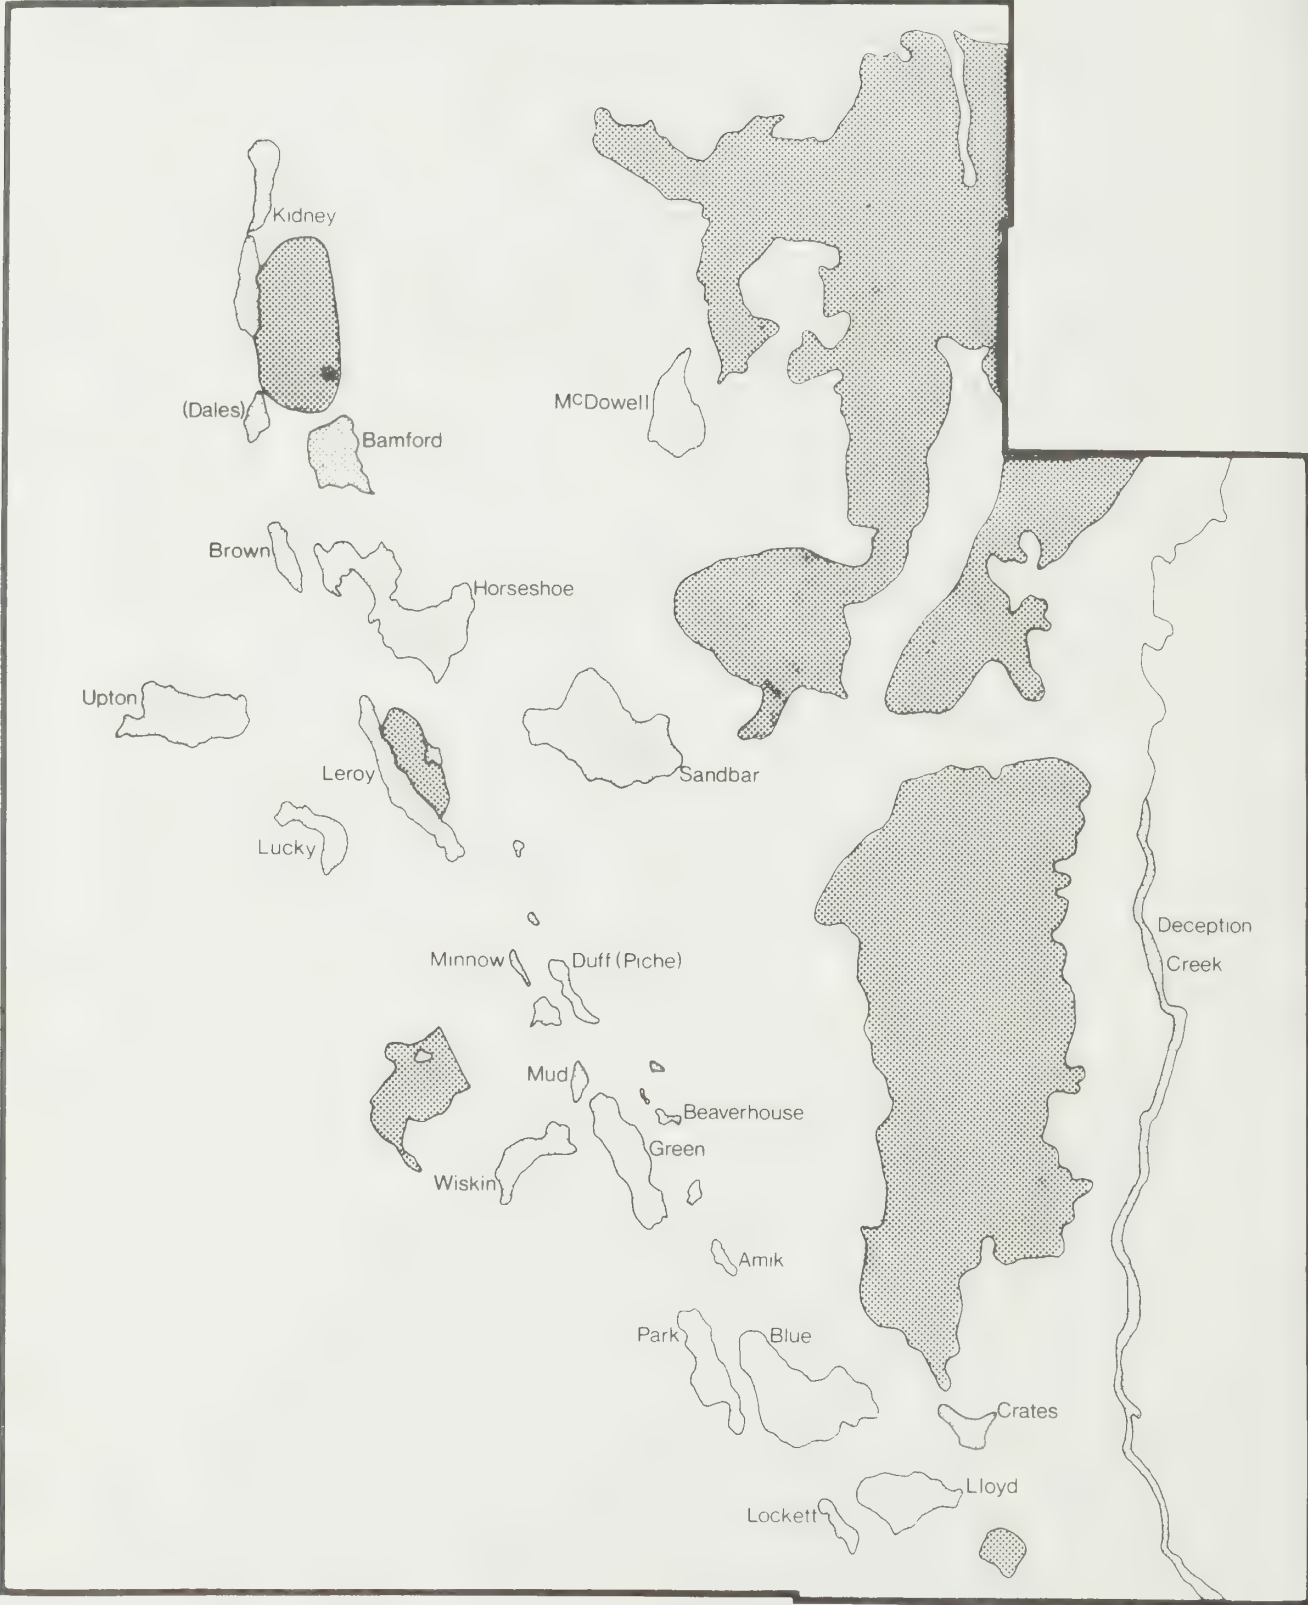 Kidney
(Dales)
McDowell
Bamford
Brown
Horseshoe
Upton
Leroy
Sandbar
Lucky
Deception
Creek
Minnow
Duff (Piche)
Mud
Beaverhouse
Green
Wiskin
Amik
Park
Blue
Crates
Lloyd
Lockett